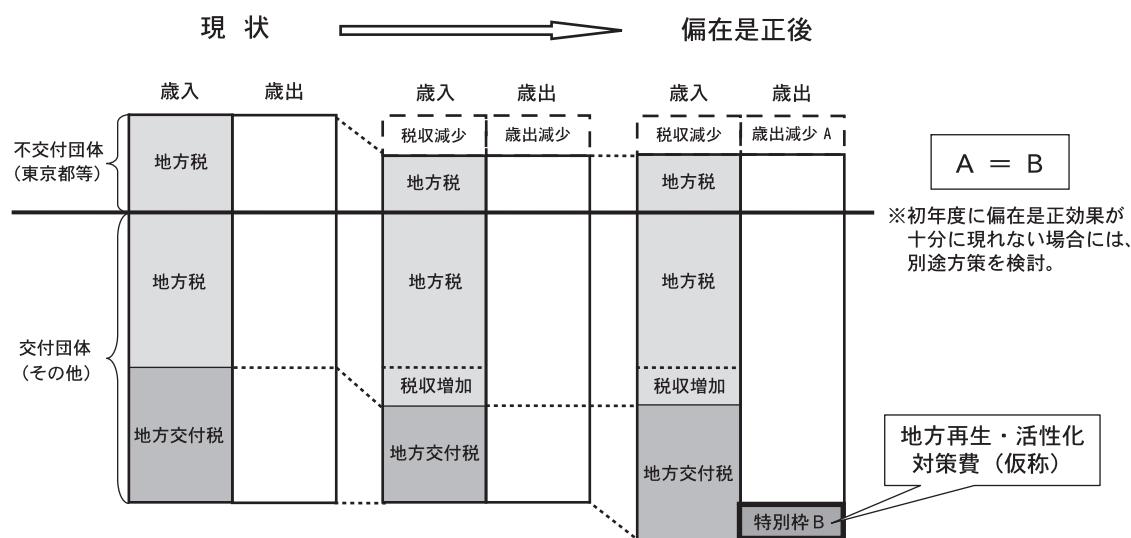 現 状
偏在是正後
歳入
歳出
歳入
歳出
歳入
歳出
税収減少
歳出減少
税収減少
歳出減少 A
不交付団体
（東京都等）
地方税
地方税
地方税
A ＝ B
※初年度に偏在是正効果が
十分に現れない場合には、
別途方策を検討。
地方税
地方税
地方税
交付団体
（その他）
税収増加
税収増加
地方交付税
地方交付税
地方交付税
地方再生・活性化
対策費（仮称）
特別枠 B